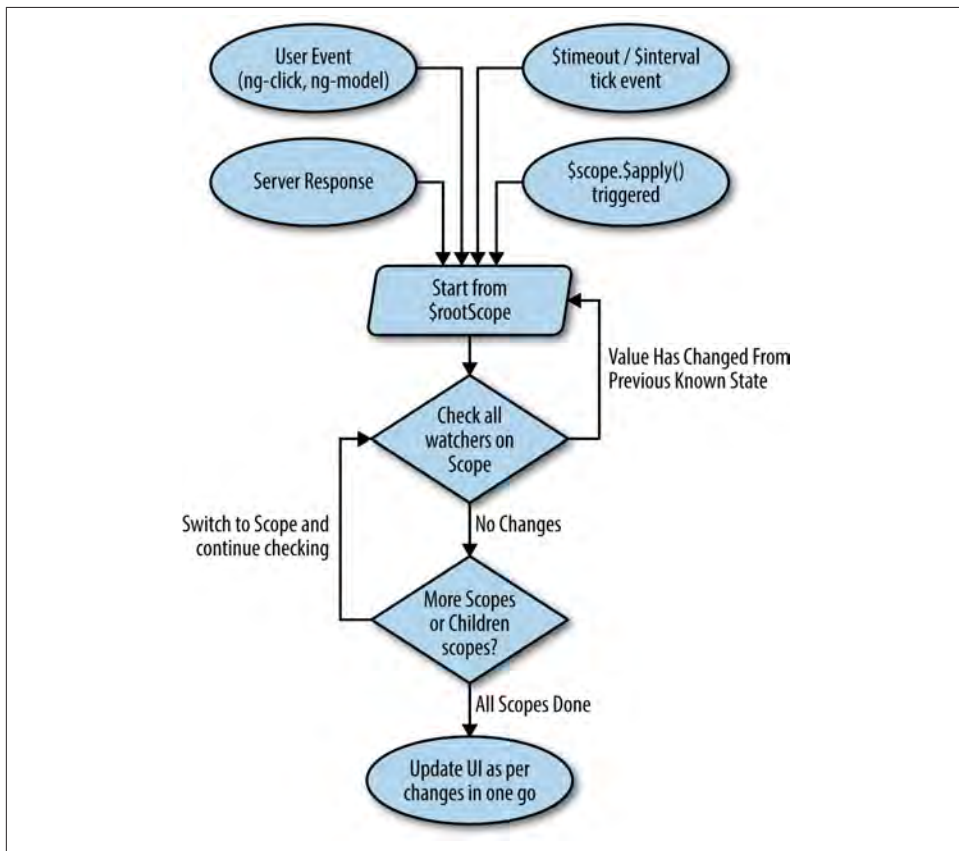 User Event
(ng-click, ng-model)
$timeout / $interval
tick event
Server Response
$scope.$apply()
triggered
Start from
$rootScope
Value Has Changed From
Previous Known State
Check all
watchers on
Scope
Switch to Scope and
continue checking
No Changes
More Scopes
or Children
scopes?
All Scopes Done
Update UI as per
changes in one go